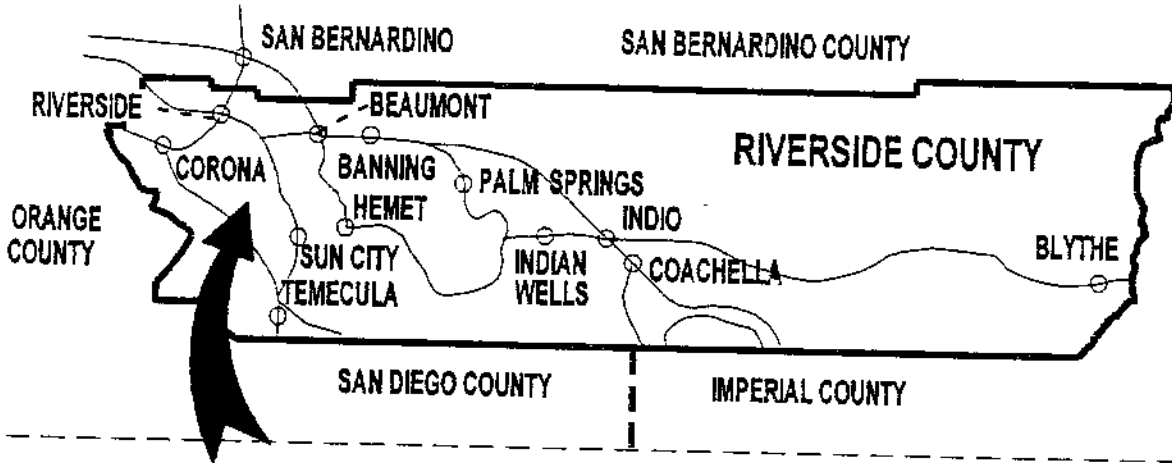 SAN BERNARDINO
SAN BERNARDINO COUNTY
RIVERSIDE
BEAUMONT
RIVERSIDE COUNTY
CORONA
BANNING
PALM SPRINGS
HEMET
ORANGE
COUNTY
INDIO
SUN CITY
INDIAN
WELLS
COACHELLA
BLYTHE
TEMECULA
SAN DIEGO COUNTY
IMPERIAL COUNTY